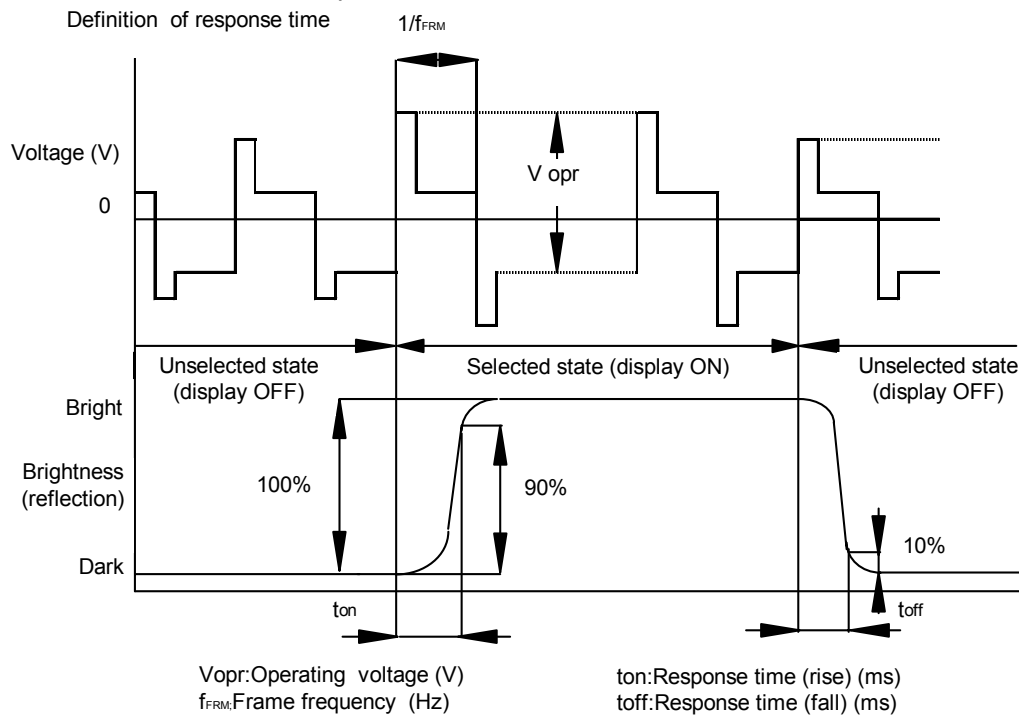 Definition of response time
1/fFRM
Voltage (V)
V opr
0
Unselected state
(display OFF)
Selected state (display ON)
Unselected state
(display OFF)
Bright
Brightness
(reflection)
100%
90%
10%
Dark
ton
toff
Vopr:Operating voltage (V)
fFRM;Frame frequency (Hz)
ton:Response time (rise) (ms)
toff:Response time (fall) (ms)